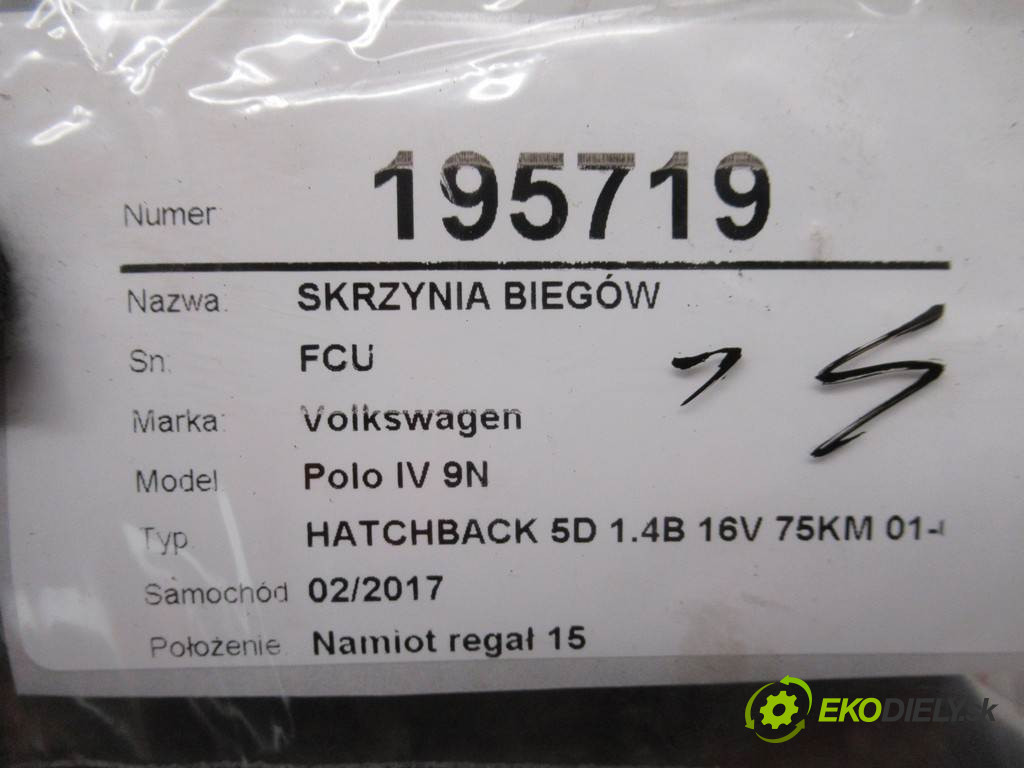 Numer: 195719
Nazwa: SKRZYNIA BIEGÓW
Sn: FCU
Marka: Volkswagen
Model Polo IV 9N
Typ HATCHBACK 5D 1.4B 16V 75KM 01-
Samochód 02/2017
Położenie Namiot regał 15
EKODIELY.sk